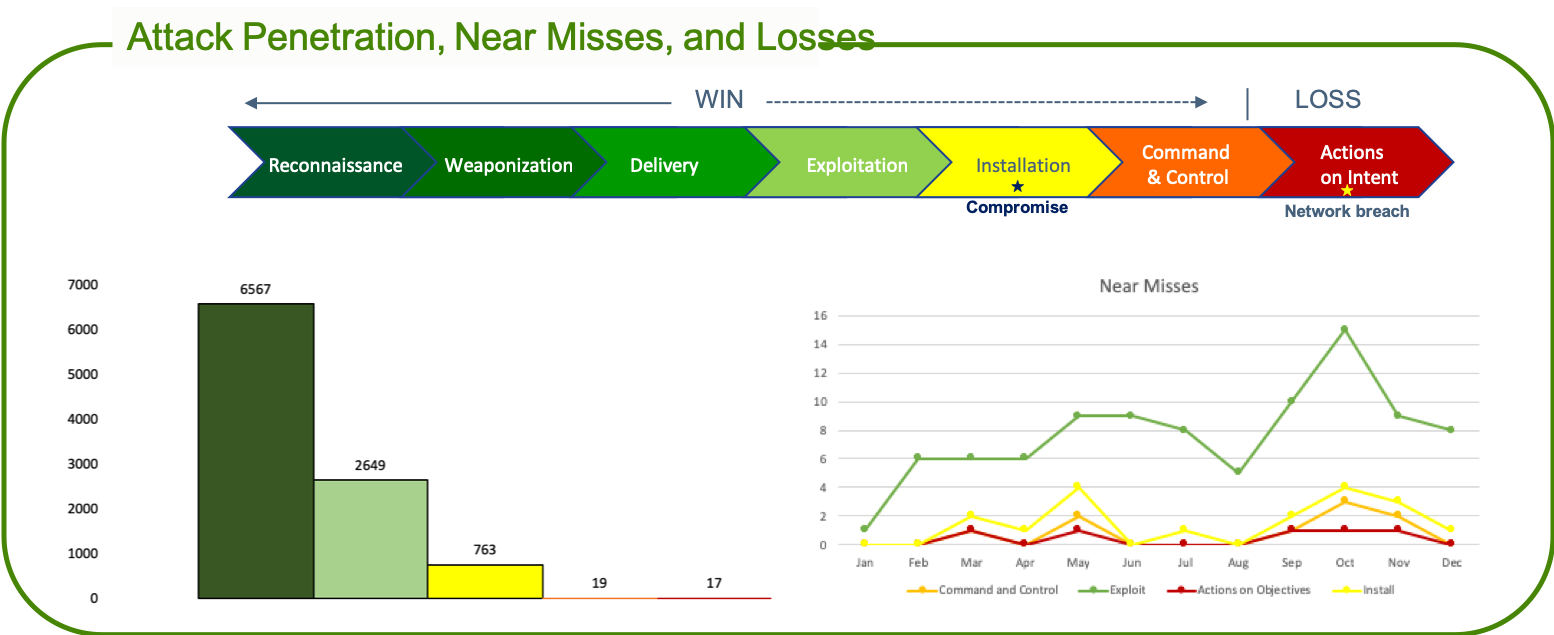 Attack Penetration, Near Misses, and Losses
WIN
LOSS
Reconnaissance
Weaponization
Delivery
Exploitation
Installation
Command
& Control
Actions
on Intent
Compromise
Network breach
7000
6000
5000
4000
3000
2000
1000
0
6567
2649
763
19
17
Near Misses
16
14
12
10
8
6
4
2
0
Jan Feb Mar Apr May Jun Jul Aug Sep Oct Nov Dec
Command and Control Exploit Actions on Objectives Install